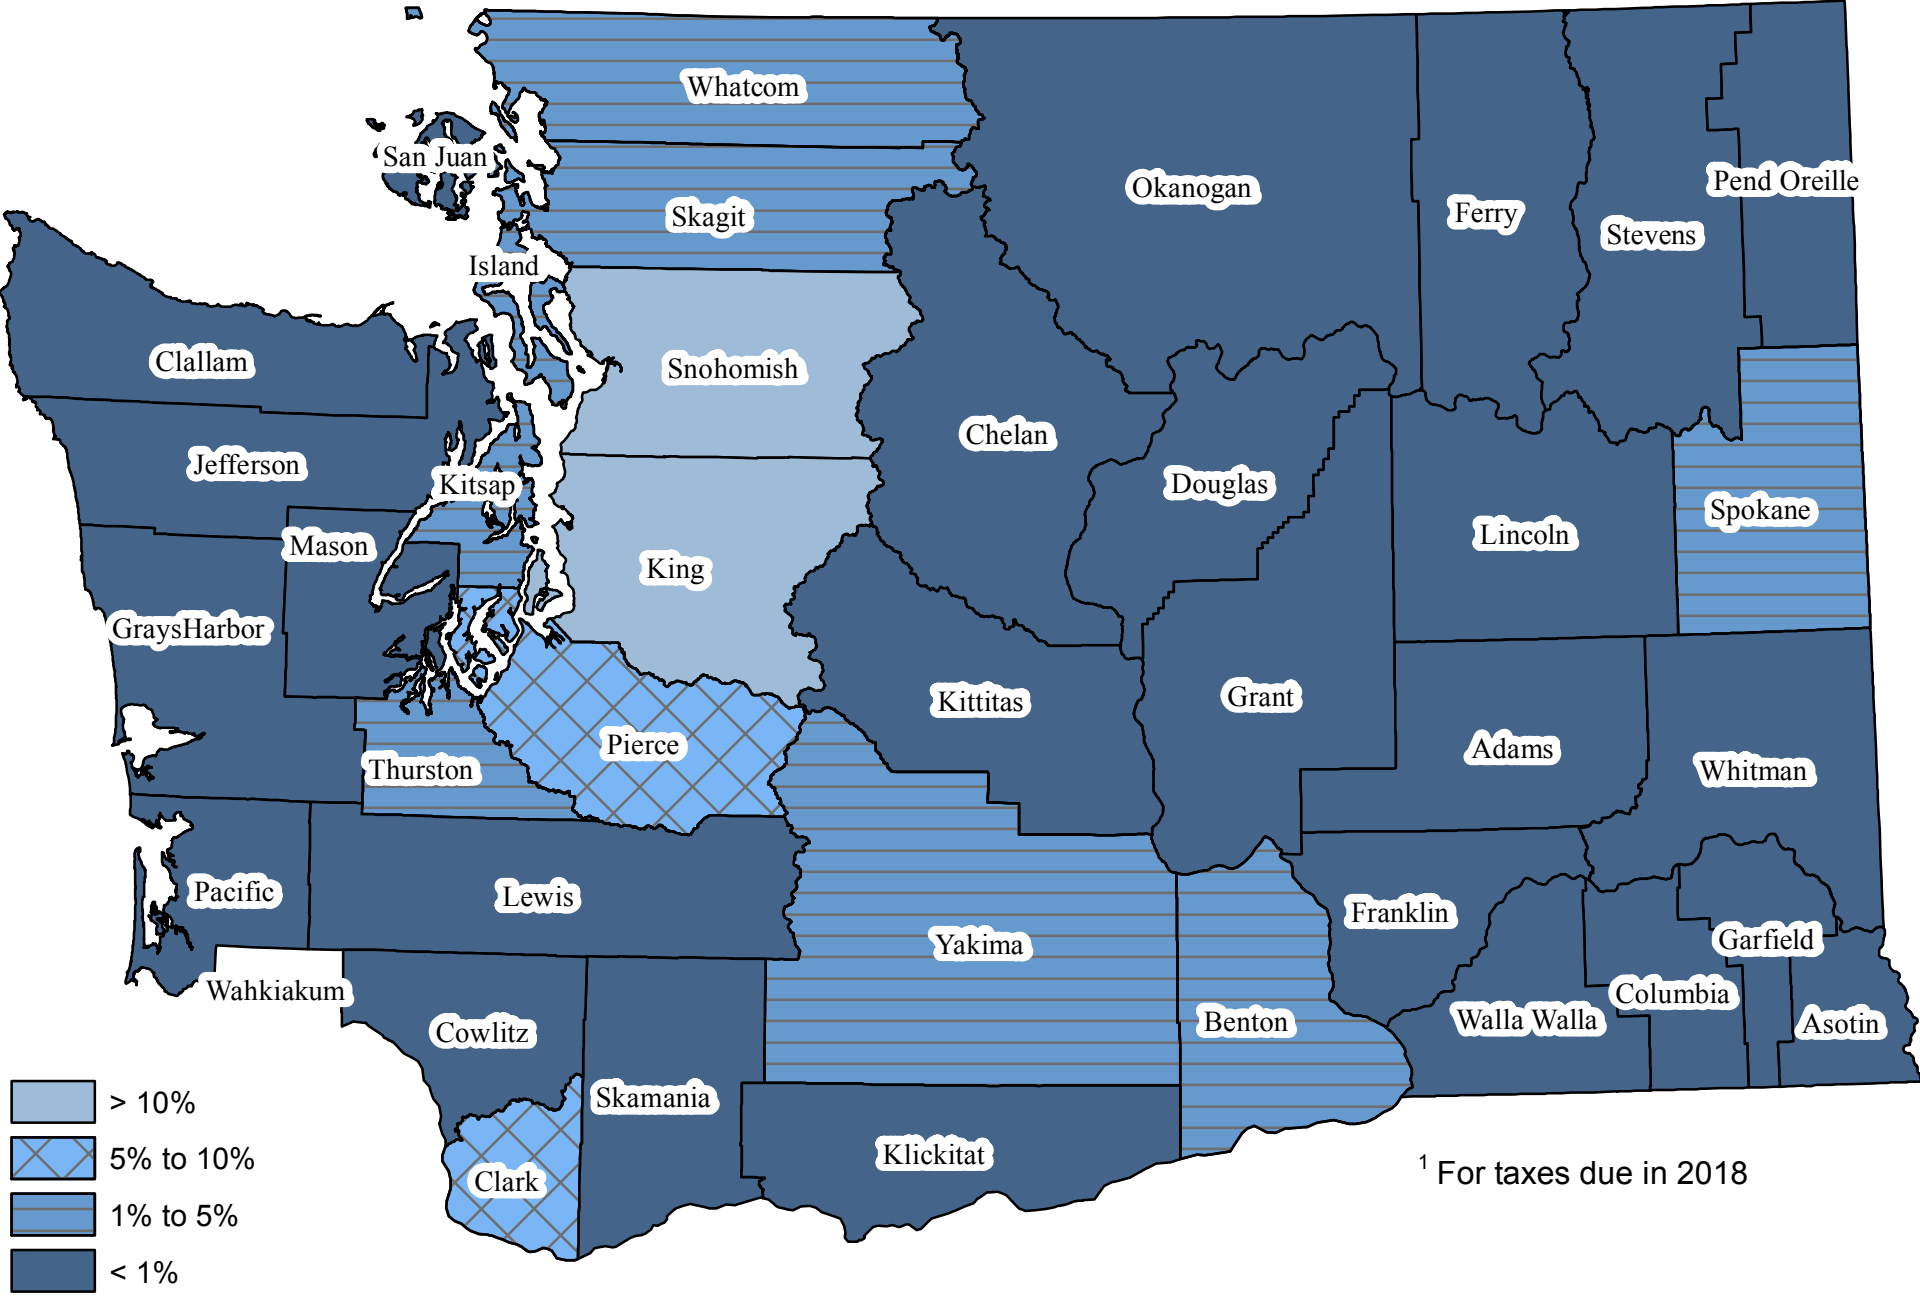 Whatcom
San Juan
Okanogan
Pend Oreille
Ferry
Skagit
Stevens
Island
Clallam
Snohomish
Chelan
Jefferson
Kitsap
Douglas
Spokane
Lincoln
Mason
King
GraysHarbor
Grant
Kittitas
Pierce
Adams
Thurston
Whitman
Pacific
Lewis
Franklin
Yakima
Garfield
Wahkiakum
Columbia
Benton
Walla Walla
Asotin
Cowlitz
Skamania
Klickitat
Clark
> 10%
5% to 10%
1% to 5%
< 1%
1 For taxes due in 2018